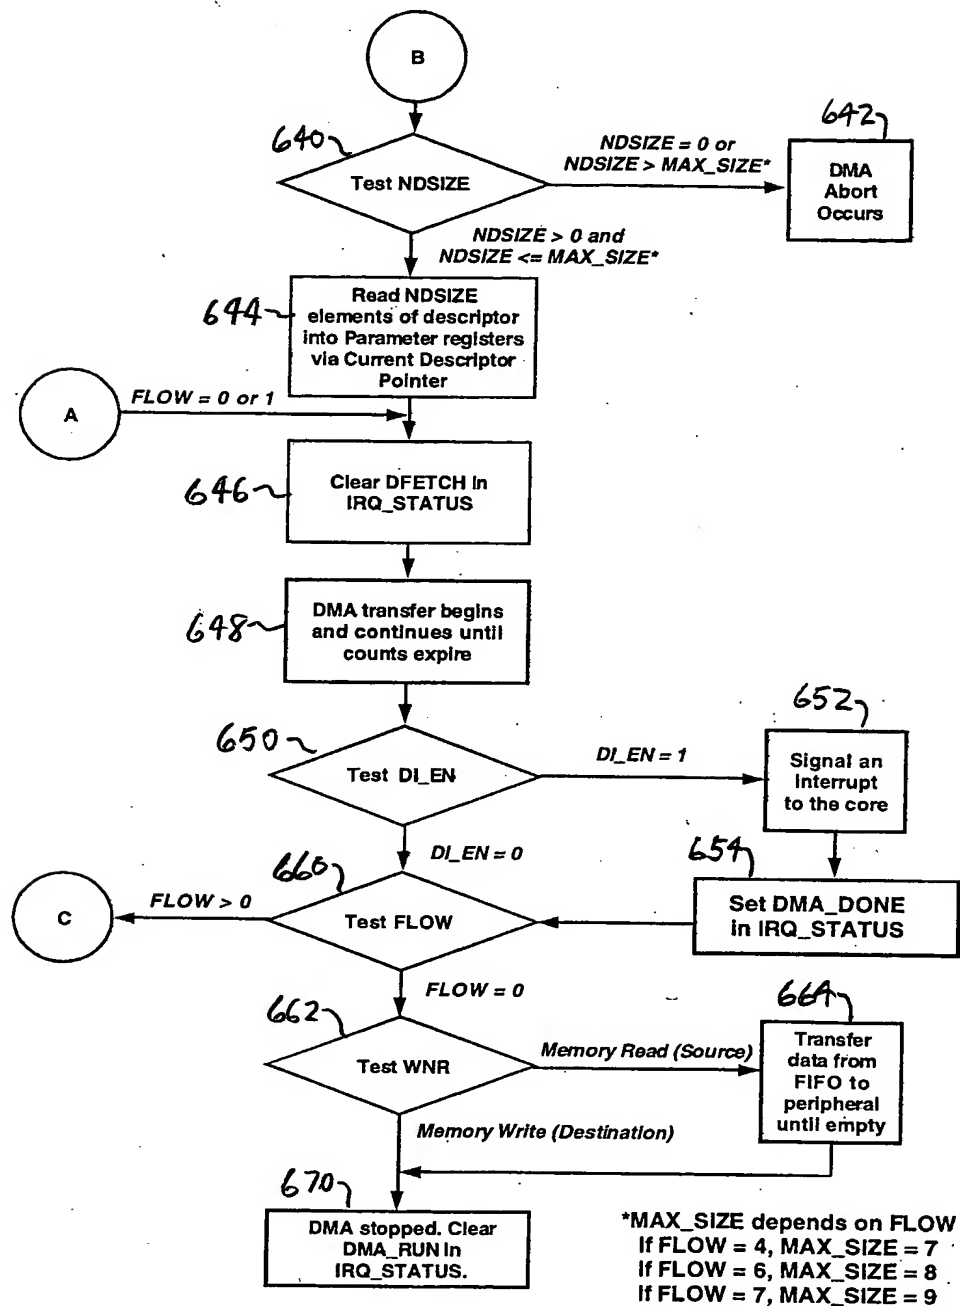 B
640
Test NDSIZE
NDSIZE = 0 or
NDSIZE > MAX_SIZE*
642
DMA
Abort
Occurs
NDSIZE > 0 and
NDSIZE <= MAX_SIZE*
644
Read NDSIZE
elements of descriptor
into Parameter registers
via Current Descriptor
Pointer
A
FLOW = 0 or 1
646
Clear DFETCH in
IRQ_STATUS
648
DMA transfer begins
and continues until
counts expire
650
Test DI_EN
DI_EN = 1
652
Signal an
interrupt
to the core
DI_EN = 0
654
Set DMA_DONE
in IRQ_STATUS
660
Test FLOW
FLOW > 0
C
FLOW = 0
662
Test WNR
Memory Read (Source)
664
Transfer
data from
FIFO to
peripheral
until empty
Memory Write (Destination)
670
DMA stopped. Clear
DMA_RUN in
IRQ_STATUS.
*MAX_SIZE depends on FLOW
If FLOW = 4, MAX_SIZE = 7
If FLOW = 6, MAX_SIZE = 8
If FLOW = 7, MAX_SIZE = 9